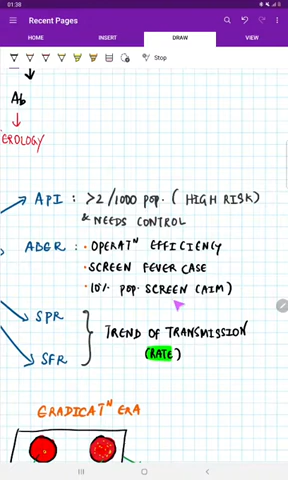 01:38
Recent Pages
HOME INSERT DRAW VIEW
Stop
Ab
EROLOGY
API : >2/1000 pop. ( HIGH RISK)
& NEEDS CONTROL
ABER : • OPERATᴺ EFFICIENCY
• SCREEN FEVER CASE
• 10% pop. SCREEN (AIM)
SPR
SFR
TREND OF TRANSMISSION
(RATE)
ERADICATᴺ ERA